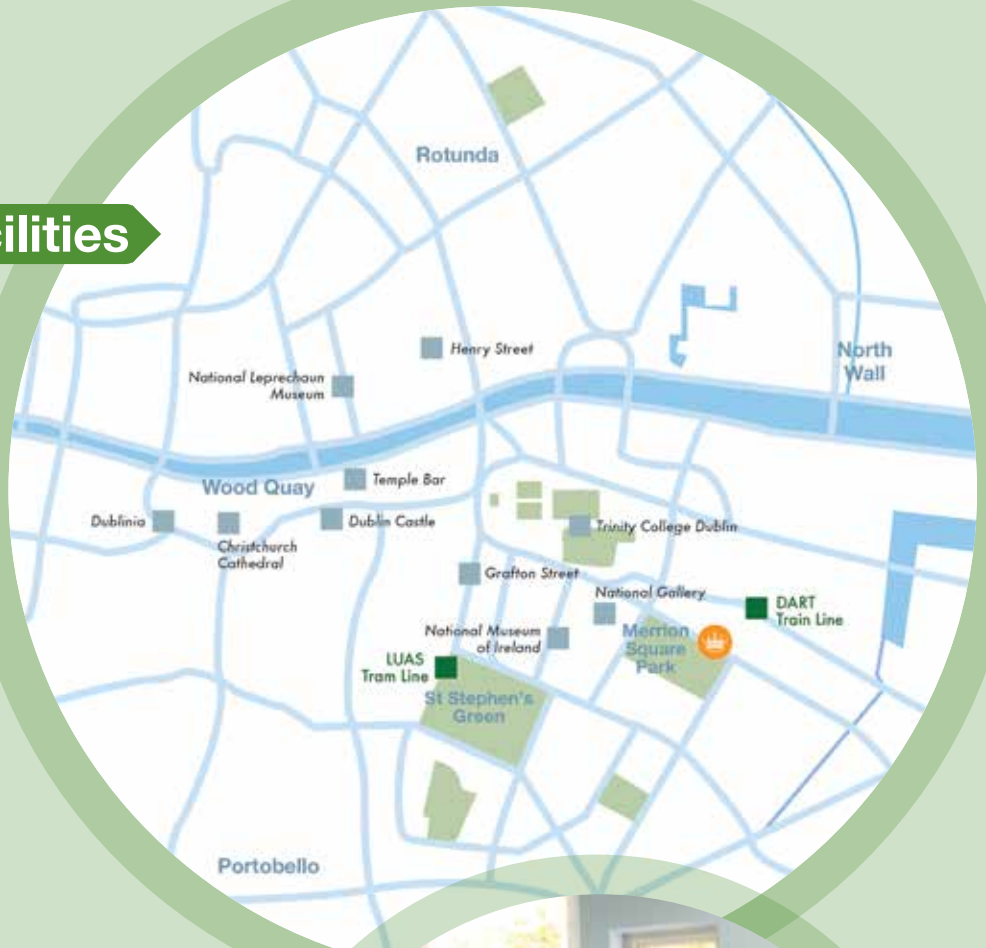 Rotunda
cilities
Henry Street
North
Wall
National Leprechaun
Museum
Wood Quay
Temple Bar
Dublinia
Dublin Castle
Trinity College Dublin
Christchurch
Cathedral
Grafton Street
National Gallery
DART
Train Line
National Museum
of Ireland
Merrion
Square
Park
LUAS
Tram Line
St Stephen's
Green
Portobello